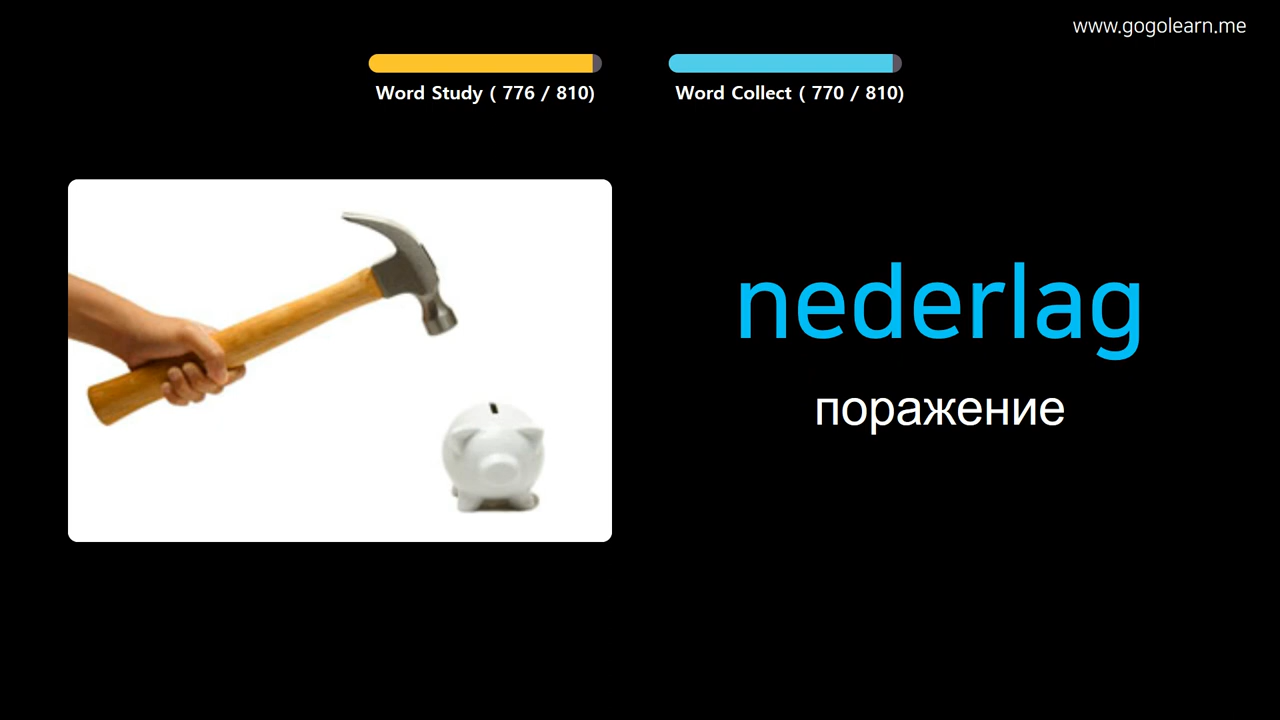 www.gogolearn.me
Word Study ( 776 / 810)
Word Collect ( 770 / 810)
nederlag
поражение